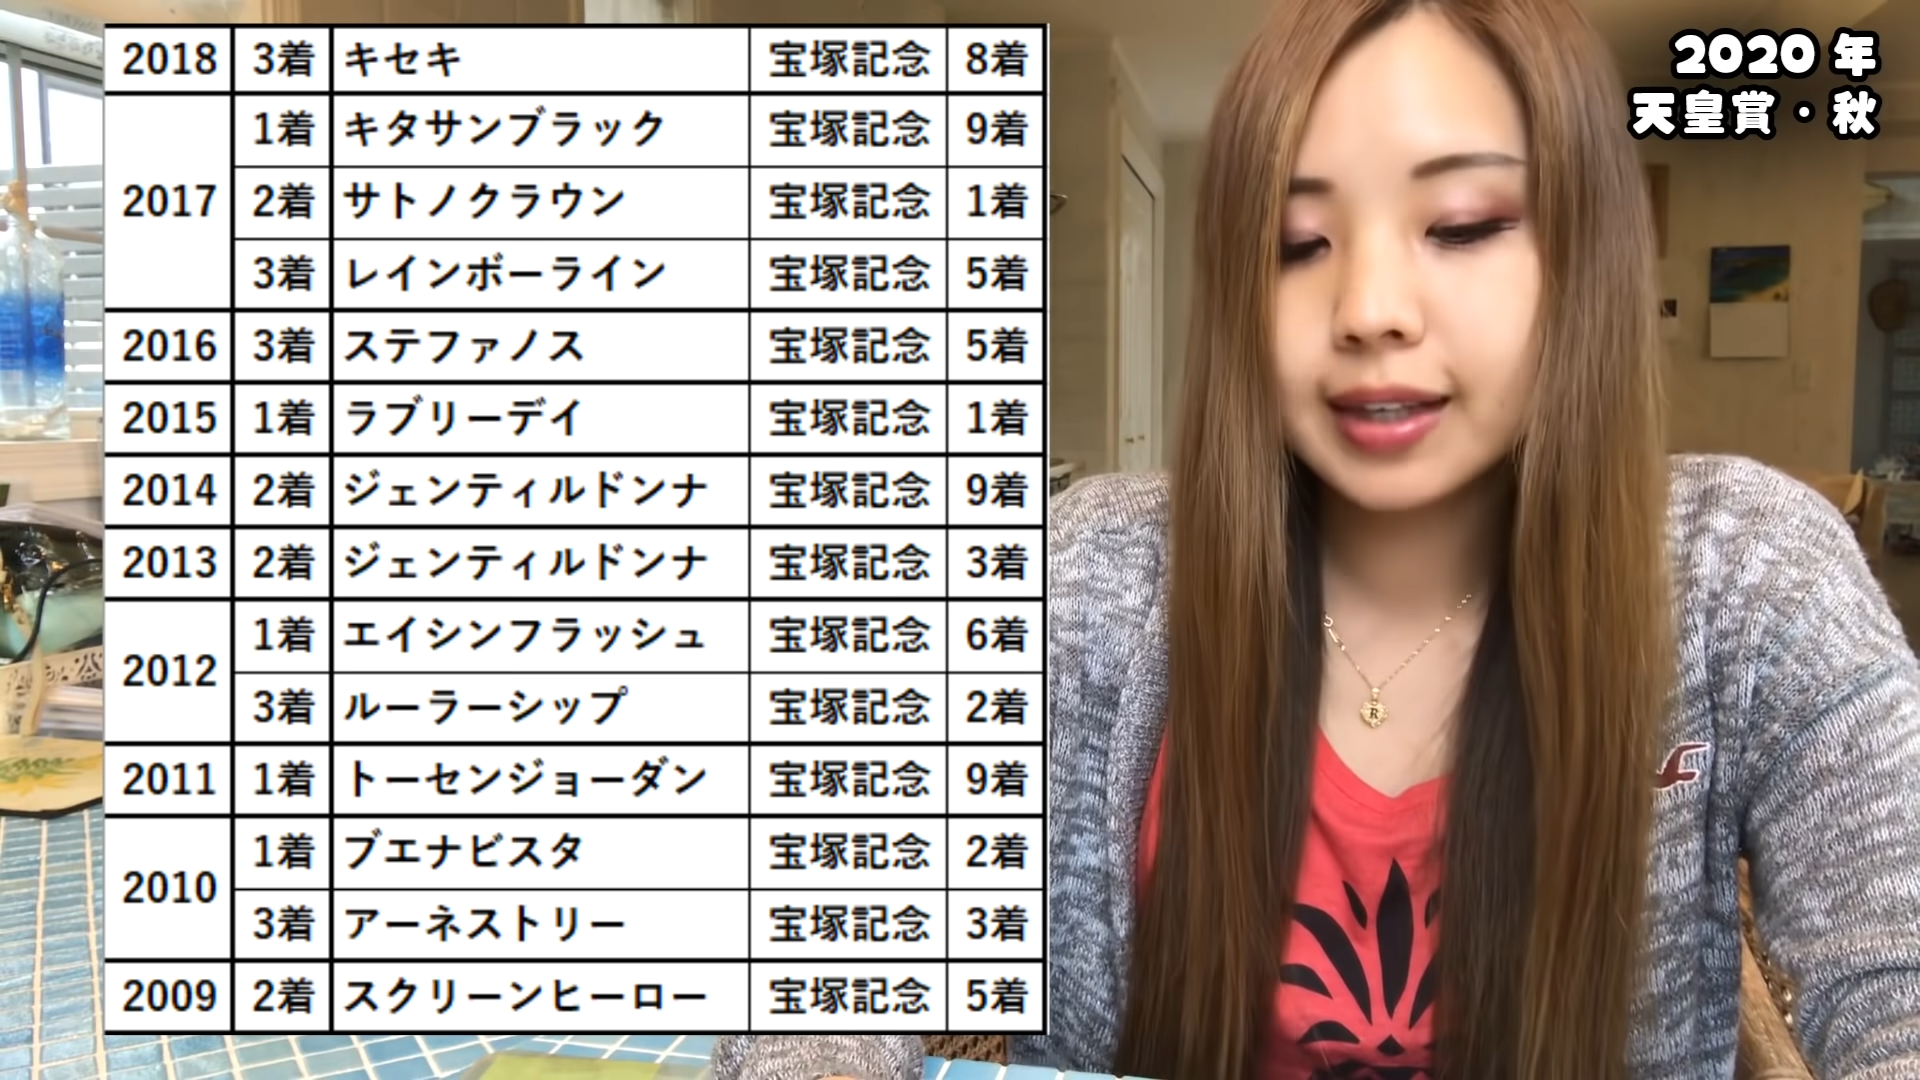 2018 3着 キセキ 宝塚記念 8着
2017 1着 キタサンブラック 宝塚記念 9着
2着 サトノクラウン 宝塚記念 1着
3着 レインボーライン 宝塚記念 5着
2016 3着 ステファノス 宝塚記念 5着
2015 1着 ラブリーデイ 宝塚記念 1着
2014 2着 ジェンティルドンナ 宝塚記念 9着
2013 2着 ジェンティルドンナ 宝塚記念 3着
2012 1着 エイシンフラッシュ 宝塚記念 6着
3着 ルーラーシップ 宝塚記念 2着
2011 1着 トーセンジョーダン 宝塚記念 9着
2010 1着 ブエナビスタ 宝塚記念 2着
3着 アーネストリー 宝塚記念 3着
2009 2着 スクリーンヒーロー 宝塚記念 5着
2020年
天皇賞・秋
R